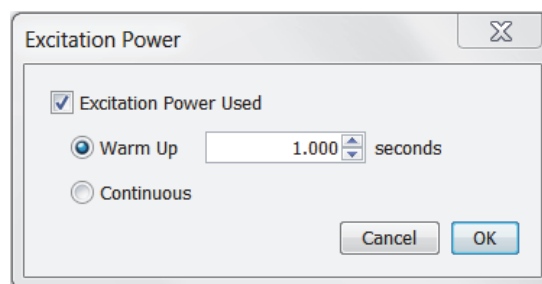 Excitation Power
Excitation Power Used
Warm Up 1.000 seconds
Continuous
Cancel OK